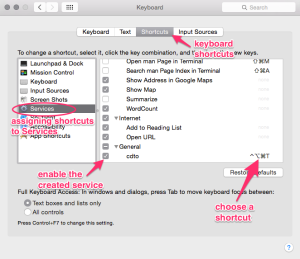 Keyboard
Keyboard Text Shortcuts Input Sources
keyboard shortcuts
To change a shortcut, select it, click the key combination, and then type new keys.
Launchpad & Dock
Mission Control
Keyboard
Input Sources
Screen Shots
Services
App Shortcuts
assigning shortcuts
to Services
Open man Page in Terminal ⇧⌘M
Search man Page Index in Terminal ⇧⌘A
Show Address in Google Maps
Show Map
Summarize
WordCount
Internet
Add to Reading List
Open URL
General
cdto ^⌥⌘T
enable the
created service
choose a
shortcut
Restore Defaults
Full Keyboard Access: In windows and dialogs, press Tab to move keyboard focus between:
Text boxes and lists only
All controls
Press Control+F7 to change this setting.
?